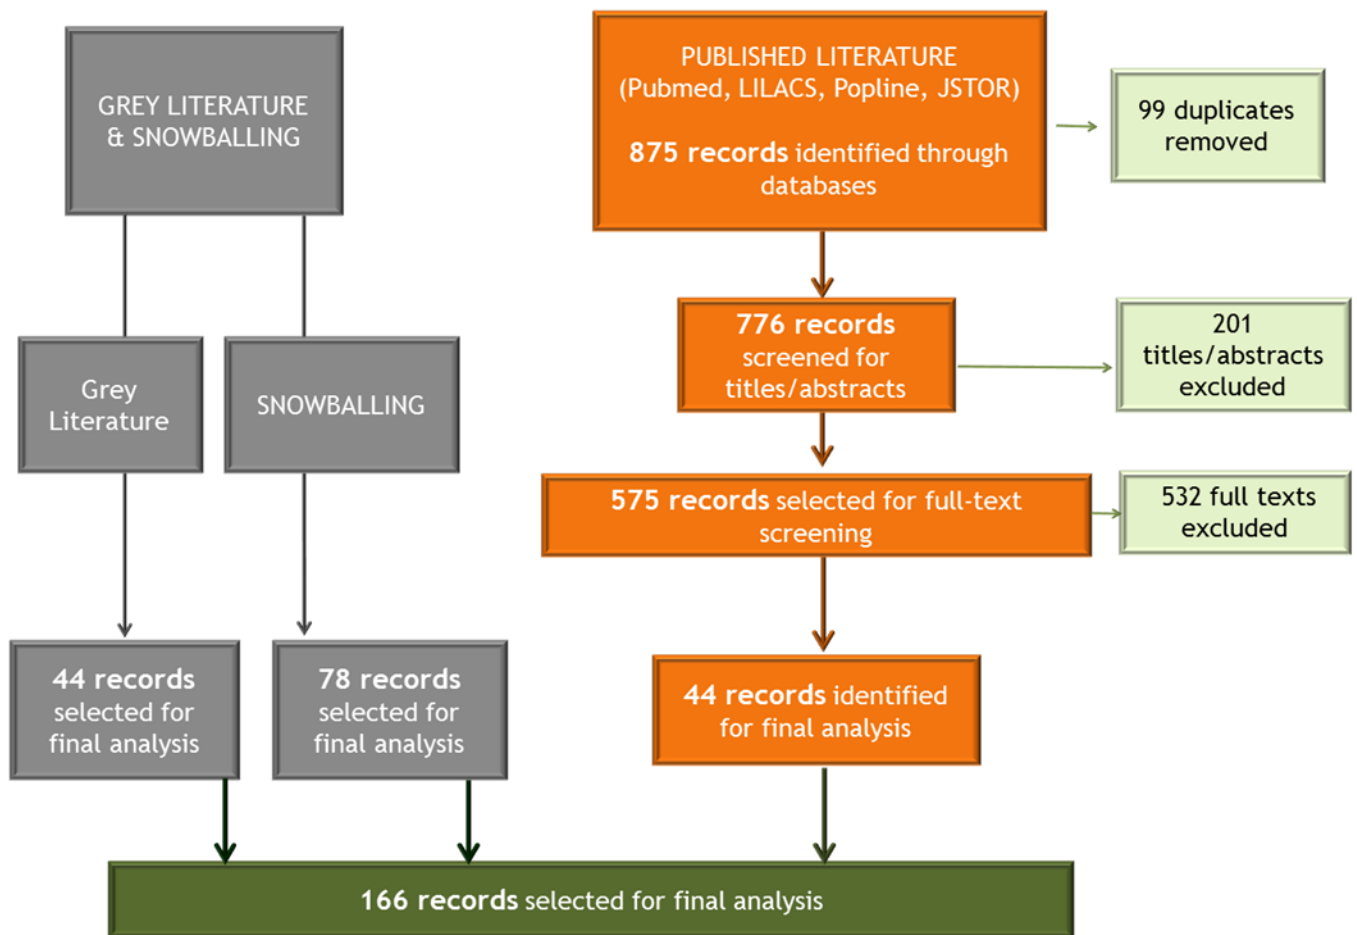 GREY LITERATURE
& SNOWBALLING
Grey
Literature
SNOWBALLING
44 records
selected for
final analysis
78 records
selected for
final analysis
PUBLISHED LITERATURE
(Pubmed, LILACS, Popline, JSTOR)
875 records identified through
databases
99 duplicates
removed
776 records
screened for
titles/abstracts
201
titles/abstracts
excluded
575 records selected for full-text
screening
532 full texts
excluded
44 records identified
for final analysis
166 records selected for final analysis